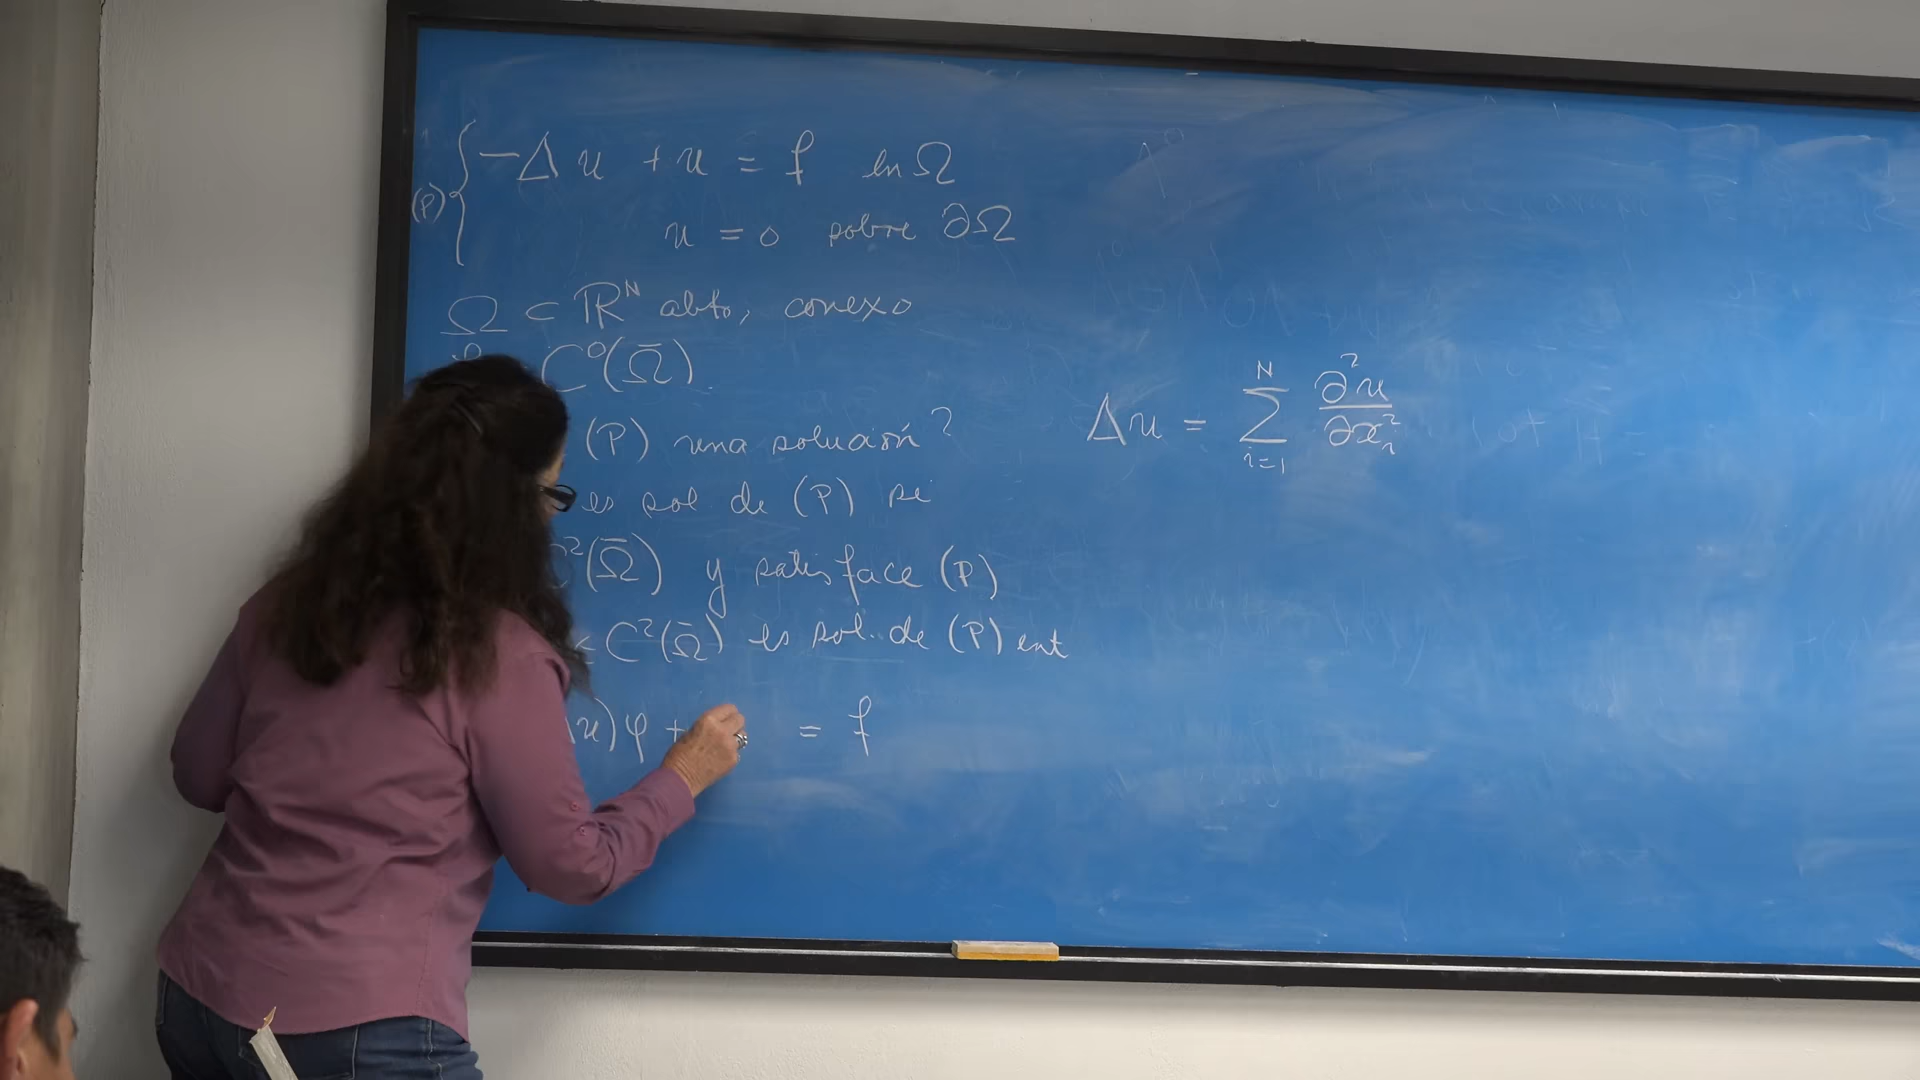 (P) { -Δu + u = f en Ω
u = 0 sobre ∂Ω
Ω ⊂ ℝᴺ abto, conexo
C⁰(Ω̄).
(P) una solución?
es sol. de (P) si
C²(Ω̄) y satisface (P)
C²(Ω̄) es sol. de (P) ent
u)φ + = f
Δu = ∑ᵢ₌₁ᴺ ∂²u/∂xᵢ²